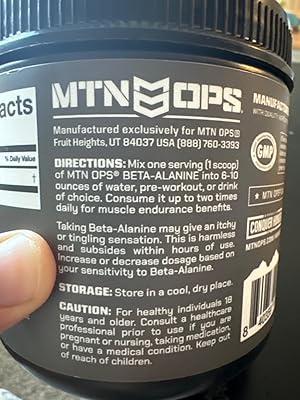 acts
% Daily Value
†
MTN OPS
Manufactured exclusively for MTN OPS®
Fruit Heights, UT 84037 USA (888) 760-3393
DIRECTIONS: Mix one serving (1 scoop)
of MTN OPS® BETA-ALANINE into 6-10
ounces of water, pre-workout, or drink
of choice. Consume it up to two times
daily for muscle endurance benefits.
Taking Beta-Alanine may give an itchy
or tingling sensation. This is harmless
and subsides within hours of use.
Increase or decrease dosage based on
your sensitivity to Beta-Alanine.
STORAGE: Store in a cool, dry place.
CAUTION: For healthy individuals 18
years and older. Consult a healthcare
professional prior to use if you are
pregnant or nursing, taking medication,
or have a medical condition. Keep out
of reach of children.
MANUFACTUR
GMP
MTN OPS
CONQUER
MTNOPS.COM
8